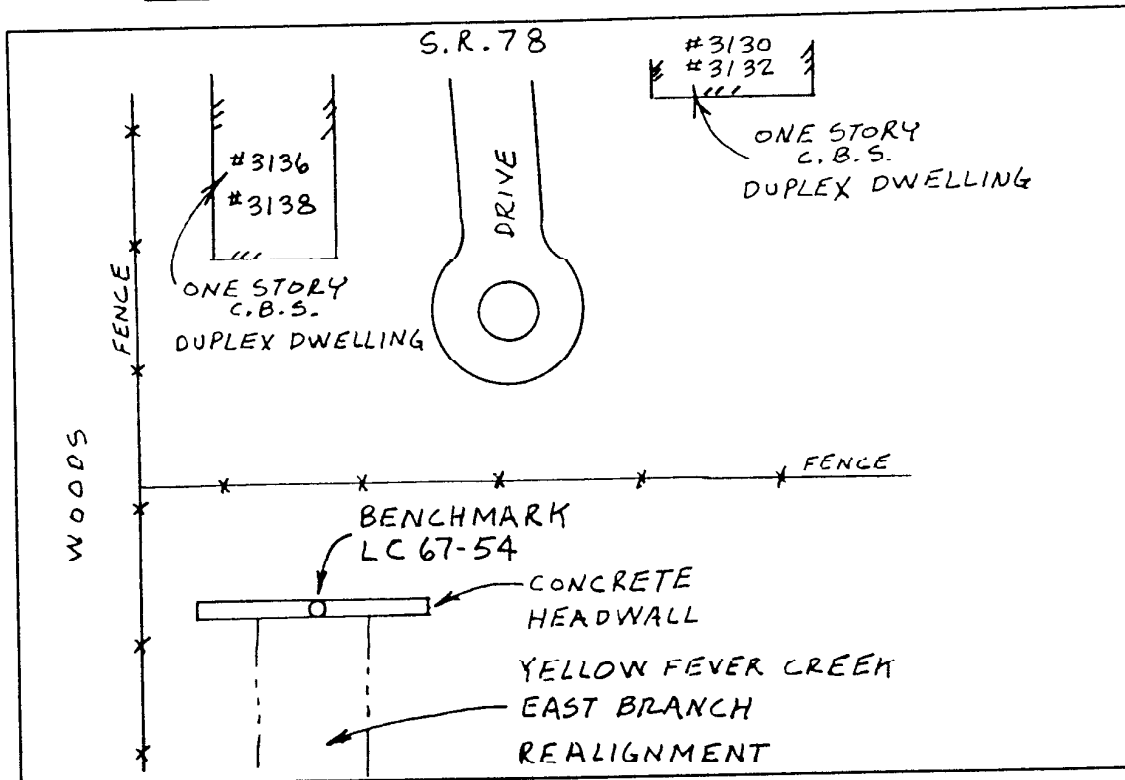 S.R.78
#3130
#3132
ONE STORY
C.B.S.
DUPLEX DWELLING
#3136
#3138
DRIVE
ONE STORY
C.B.S.
DUPLEX DWELLING
FENCE
WOODS
FENCE
BENCHMARK
LC 67-54
CONCRETE
HEADWALL
YELLOW FEVER CREEK
EAST BRANCH
REALIGNMENT